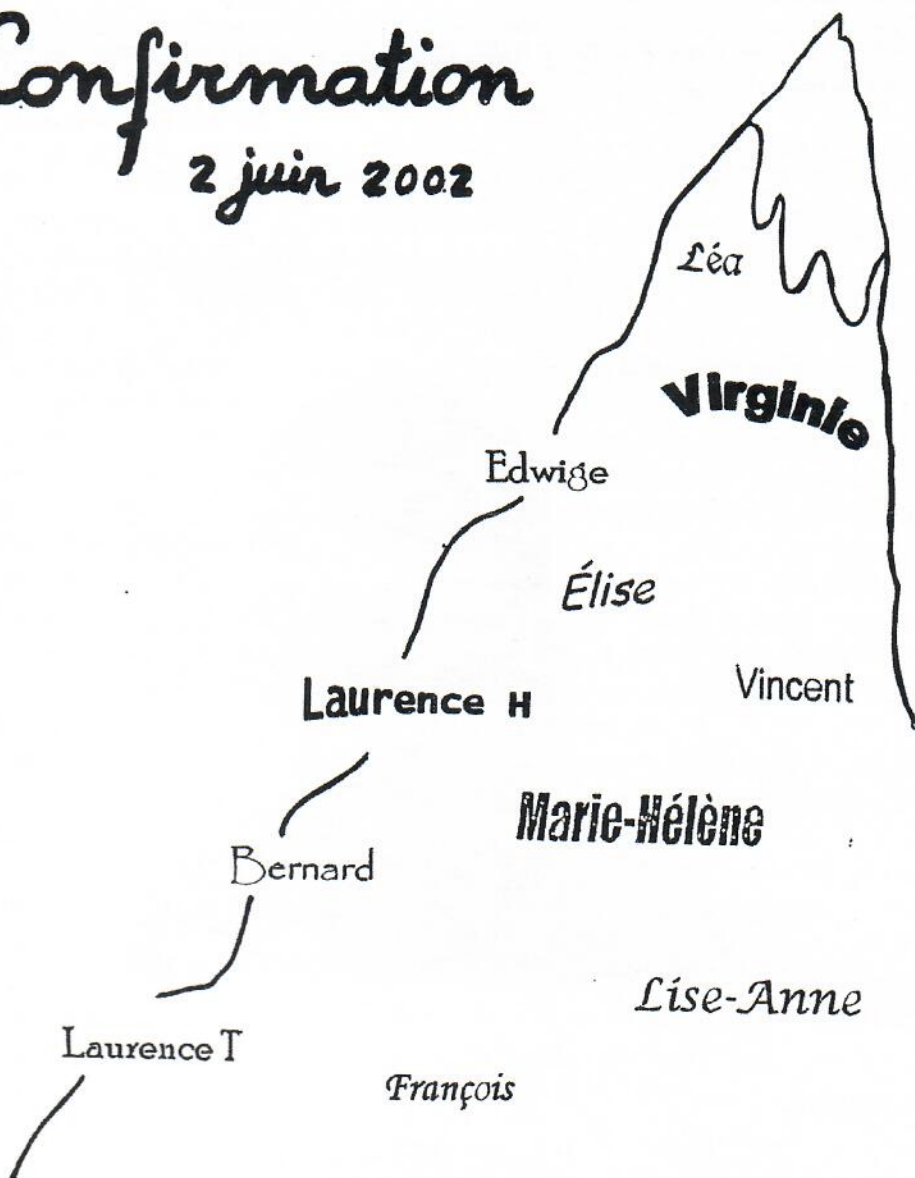 Confirmation
2 juin 2002
Léa
Virginie
Edwige
Élise
Vincent
Laurence H
Marie-Hélène
Bernard
Lise-Anne
Laurence T
François